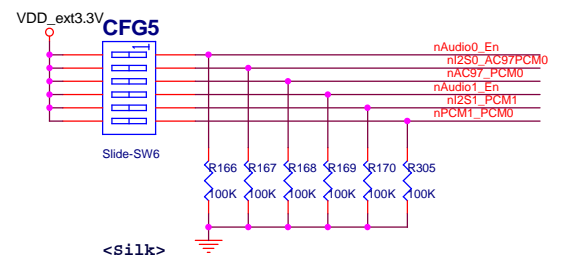 VDD_ext3.3V
CFG5
1
nAudio0_En
nI2S0_AC97PCM0
nAC97_PCM0
nAudio1_En
nI2S1_PCM1
nPCM1_PCM0
Slide-SW6
R166 R167 R168 R169 R170 R305
100K 100K 100K 100K 100K 100K
<Silk>